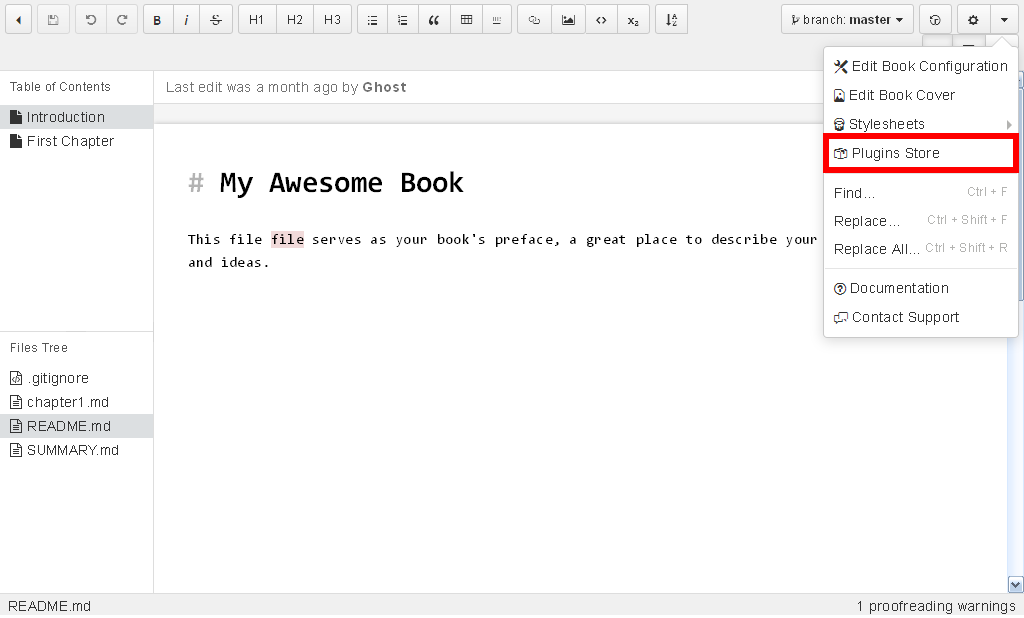 B i S H1 H2 H3 x₂ branch: master
Table of Contents
Introduction
First Chapter
Last edit was a month ago by Ghost
# My Awesome Book
This file file serves as your book's preface, a great place to describe your
and ideas.
Edit Book Configuration
Edit Book Cover
Stylesheets
Plugins Store
Find... Ctrl + F
Replace... Ctrl + Shift + F
Replace All... Ctrl + Shift + R
Documentation
Contact Support
Files Tree
.gitignore
chapter1.md
README.md
SUMMARY.md
README.md
1 proofreading warnings